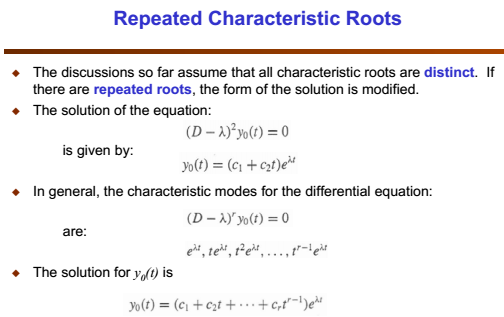 Repeated Characteristic Roots
◆ The discussions so far assume that all characteristic roots are distinct. If
there are repeated roots, the form of the solution is modified.
◆ The solution of the equation:
(D − λ)²y₀(t) = 0
is given by:
y₀(t) = (c₁ + c₂t)e^{λt}
◆ In general, the characteristic modes for the differential equation:
(D − λ)^r y₀(t) = 0
are:
e^{λt}, te^{λt}, t²e^{λt}, . . . , t^{r−1}e^{λt}
◆ The solution for y₀(t) is
y₀(t) = (c₁ + c₂t + · · · + cᵣt^{r−1})e^{λt}